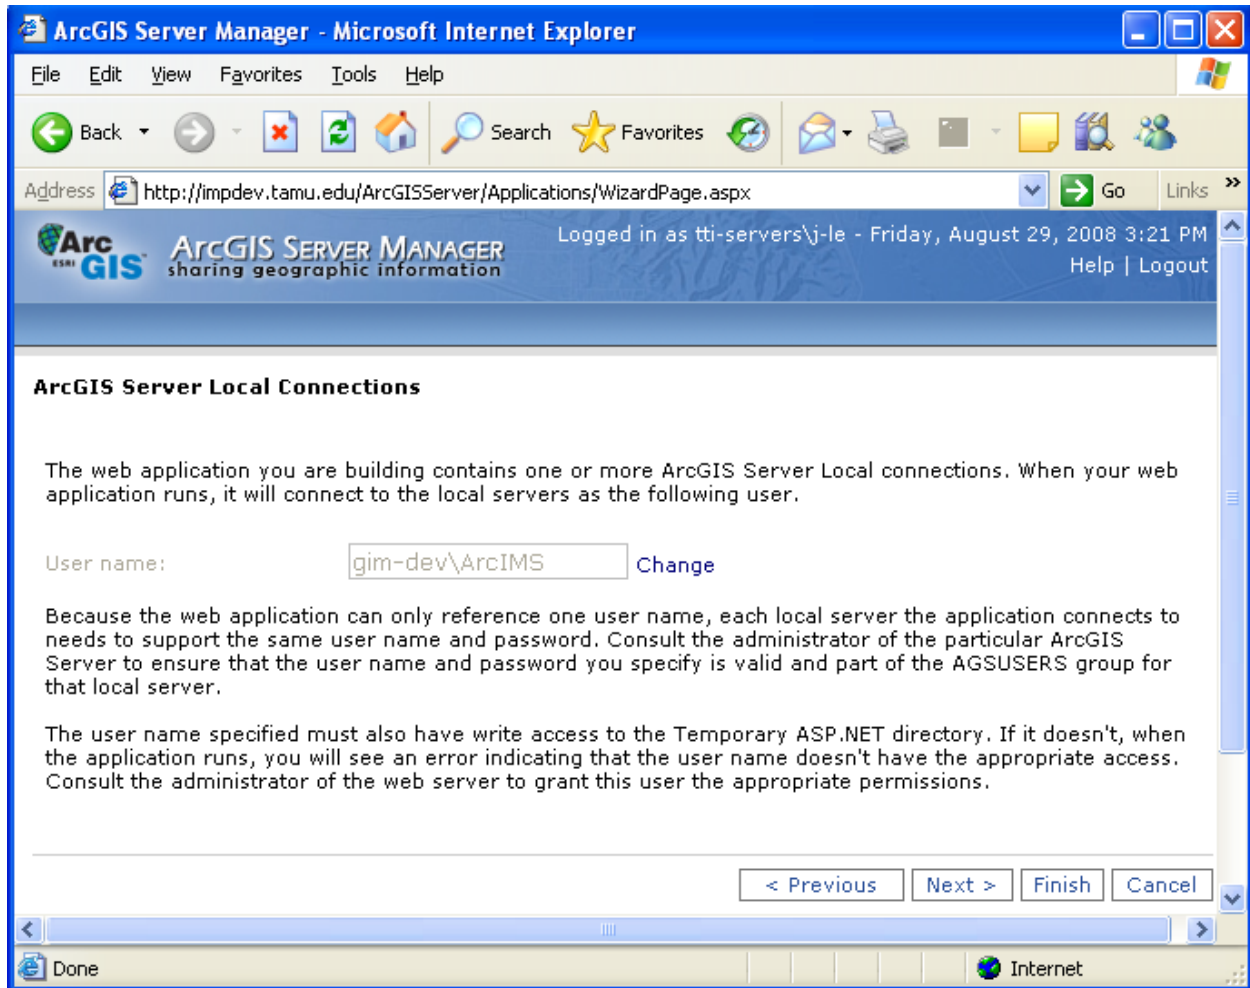 ArcGIS Server Manager - Microsoft Internet Explorer
File Edit View Favorites Tools Help
Back Search Favorites
Address http://impdev.tamu.edu/ArcGISServer/Applications/WizardPage.aspx Go Links »
Arc GIS ESRI ArcGIS SERVER MANAGER Logged in as tti-servers\j-le - Friday, August 29, 2008 3:21 PM
sharing geographic information Help | Logout
ArcGIS Server Local Connections
The web application you are building contains one or more ArcGIS Server Local connections. When your web
application runs, it will connect to the local servers as the following user.
User name: gim-dev\ArcIMS Change
Because the web application can only reference one user name, each local server the application connects to
needs to support the same user name and password. Consult the administrator of the particular ArcGIS
Server to ensure that the user name and password you specify is valid and part of the AGSUSERS group for
that local server.
The user name specified must also have write access to the Temporary ASP.NET directory. If it doesn't, when
the application runs, you will see an error indicating that the user name doesn't have the appropriate access.
Consult the administrator of the web server to grant this user the appropriate permissions.
< Previous Next > Finish Cancel
Done Internet